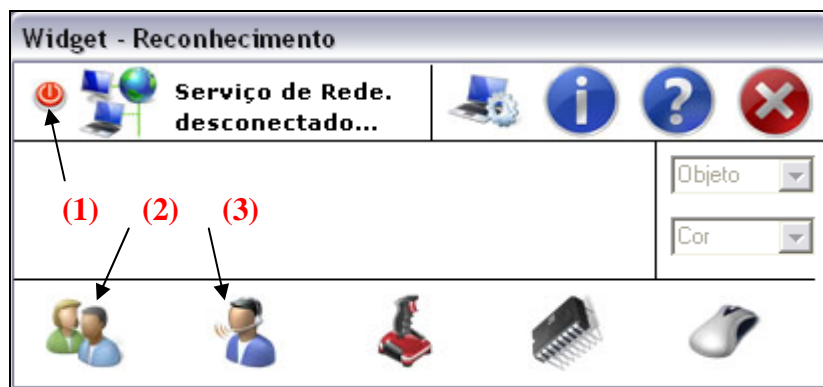 Widget - Reconhecimento
Serviço de Rede.
desconectado...
Objeto
(1) (2) (3)
Cor